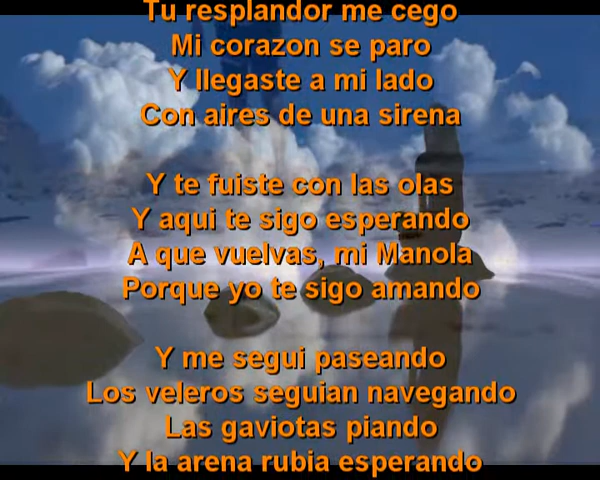 Tu resplandor me cego
Mi corazon se paro
Y llegaste a mi lado
Con aires de una sirena
Y te fuiste con las olas
Y aqui te sigo esperando
A que vuelvas, mi Manola
Porque yo te sigo amando
Y me segui paseando
Los veleros seguian navegando
Las gaviotas piando
Y la arena rubia esperando